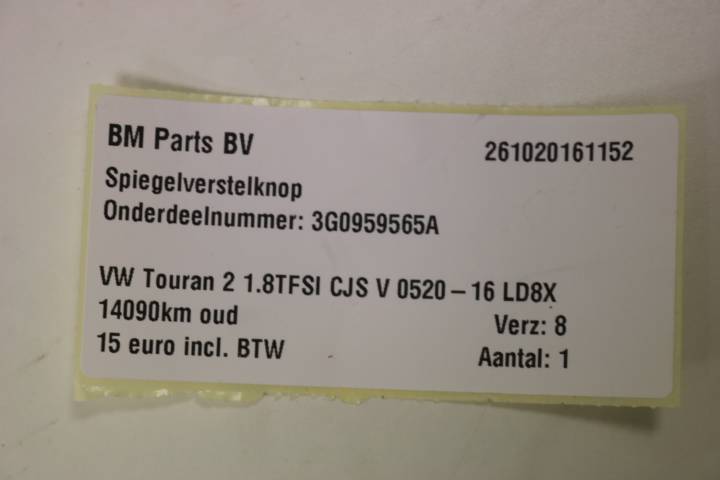 BM Parts BV 261020161152
Spiegelverstelknop
Onderdeelnummer: 3G0959565A
VW Touran 2 1.8TFSI CJS V 0520-16 LD8X
14090km oud Verz: 8
15 euro incl. BTW Aantal: 1